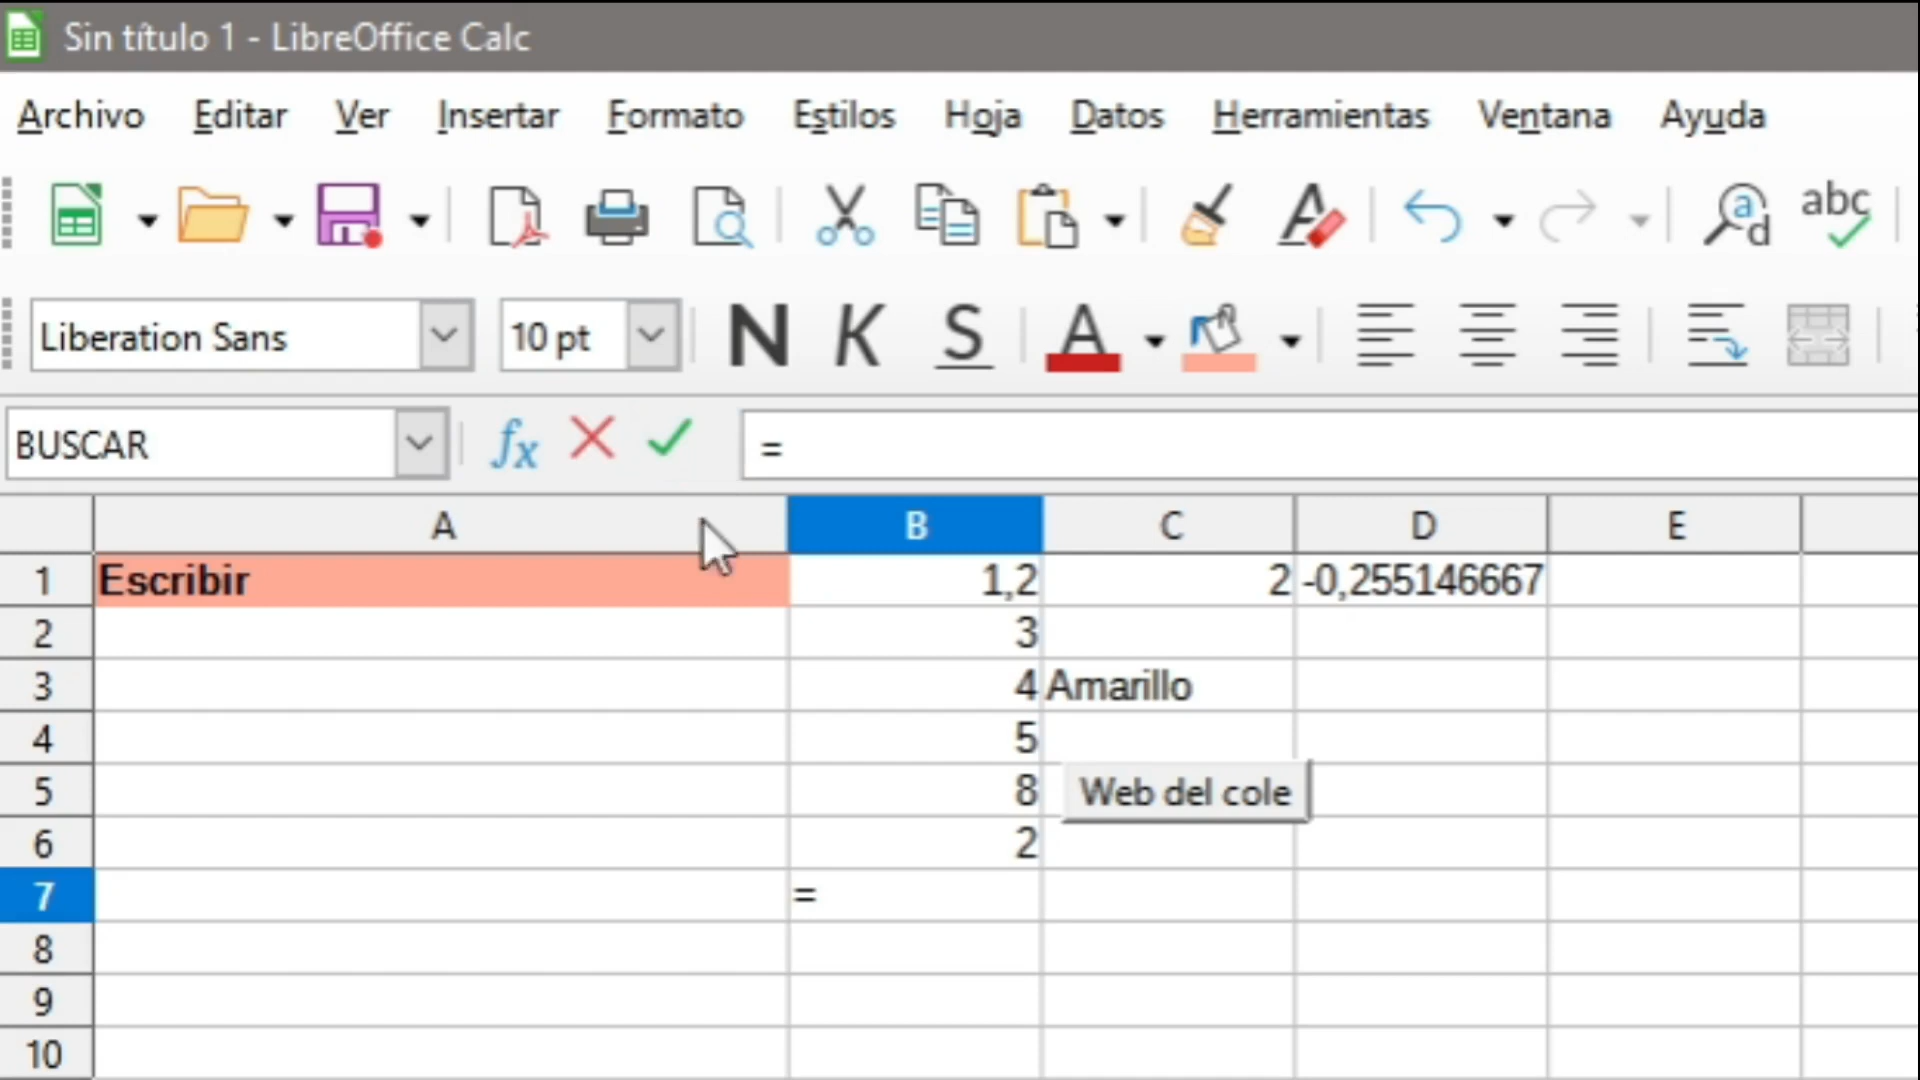 Sin título 1 - LibreOffice Calc
Archivo Editar Ver Insertar Formato Estilos Hoja Datos Herramientas Ventana Ayuda
a d abc
Liberation Sans 10 pt N K S A
BUSCAR fx =
A B C D E
1 Escribir 1,2 2 -0,255146667
2 3
3 4 Amarillo
4 5
5 8 Web del cole
6 2
7 =
8
9
10